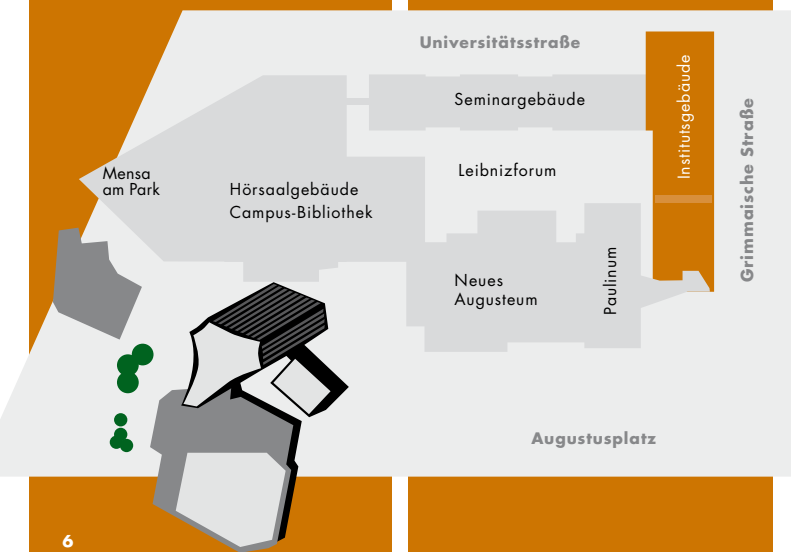 Universitätsstraße
Seminargebäude
Institutsgebäude
Grimmaische Straße
Leibnizforum
Mensa
am Park
Hörsaalgebäude
Campus-Bibliothek
Neues
Augusteum
Paulinum
Augustusplatz
6